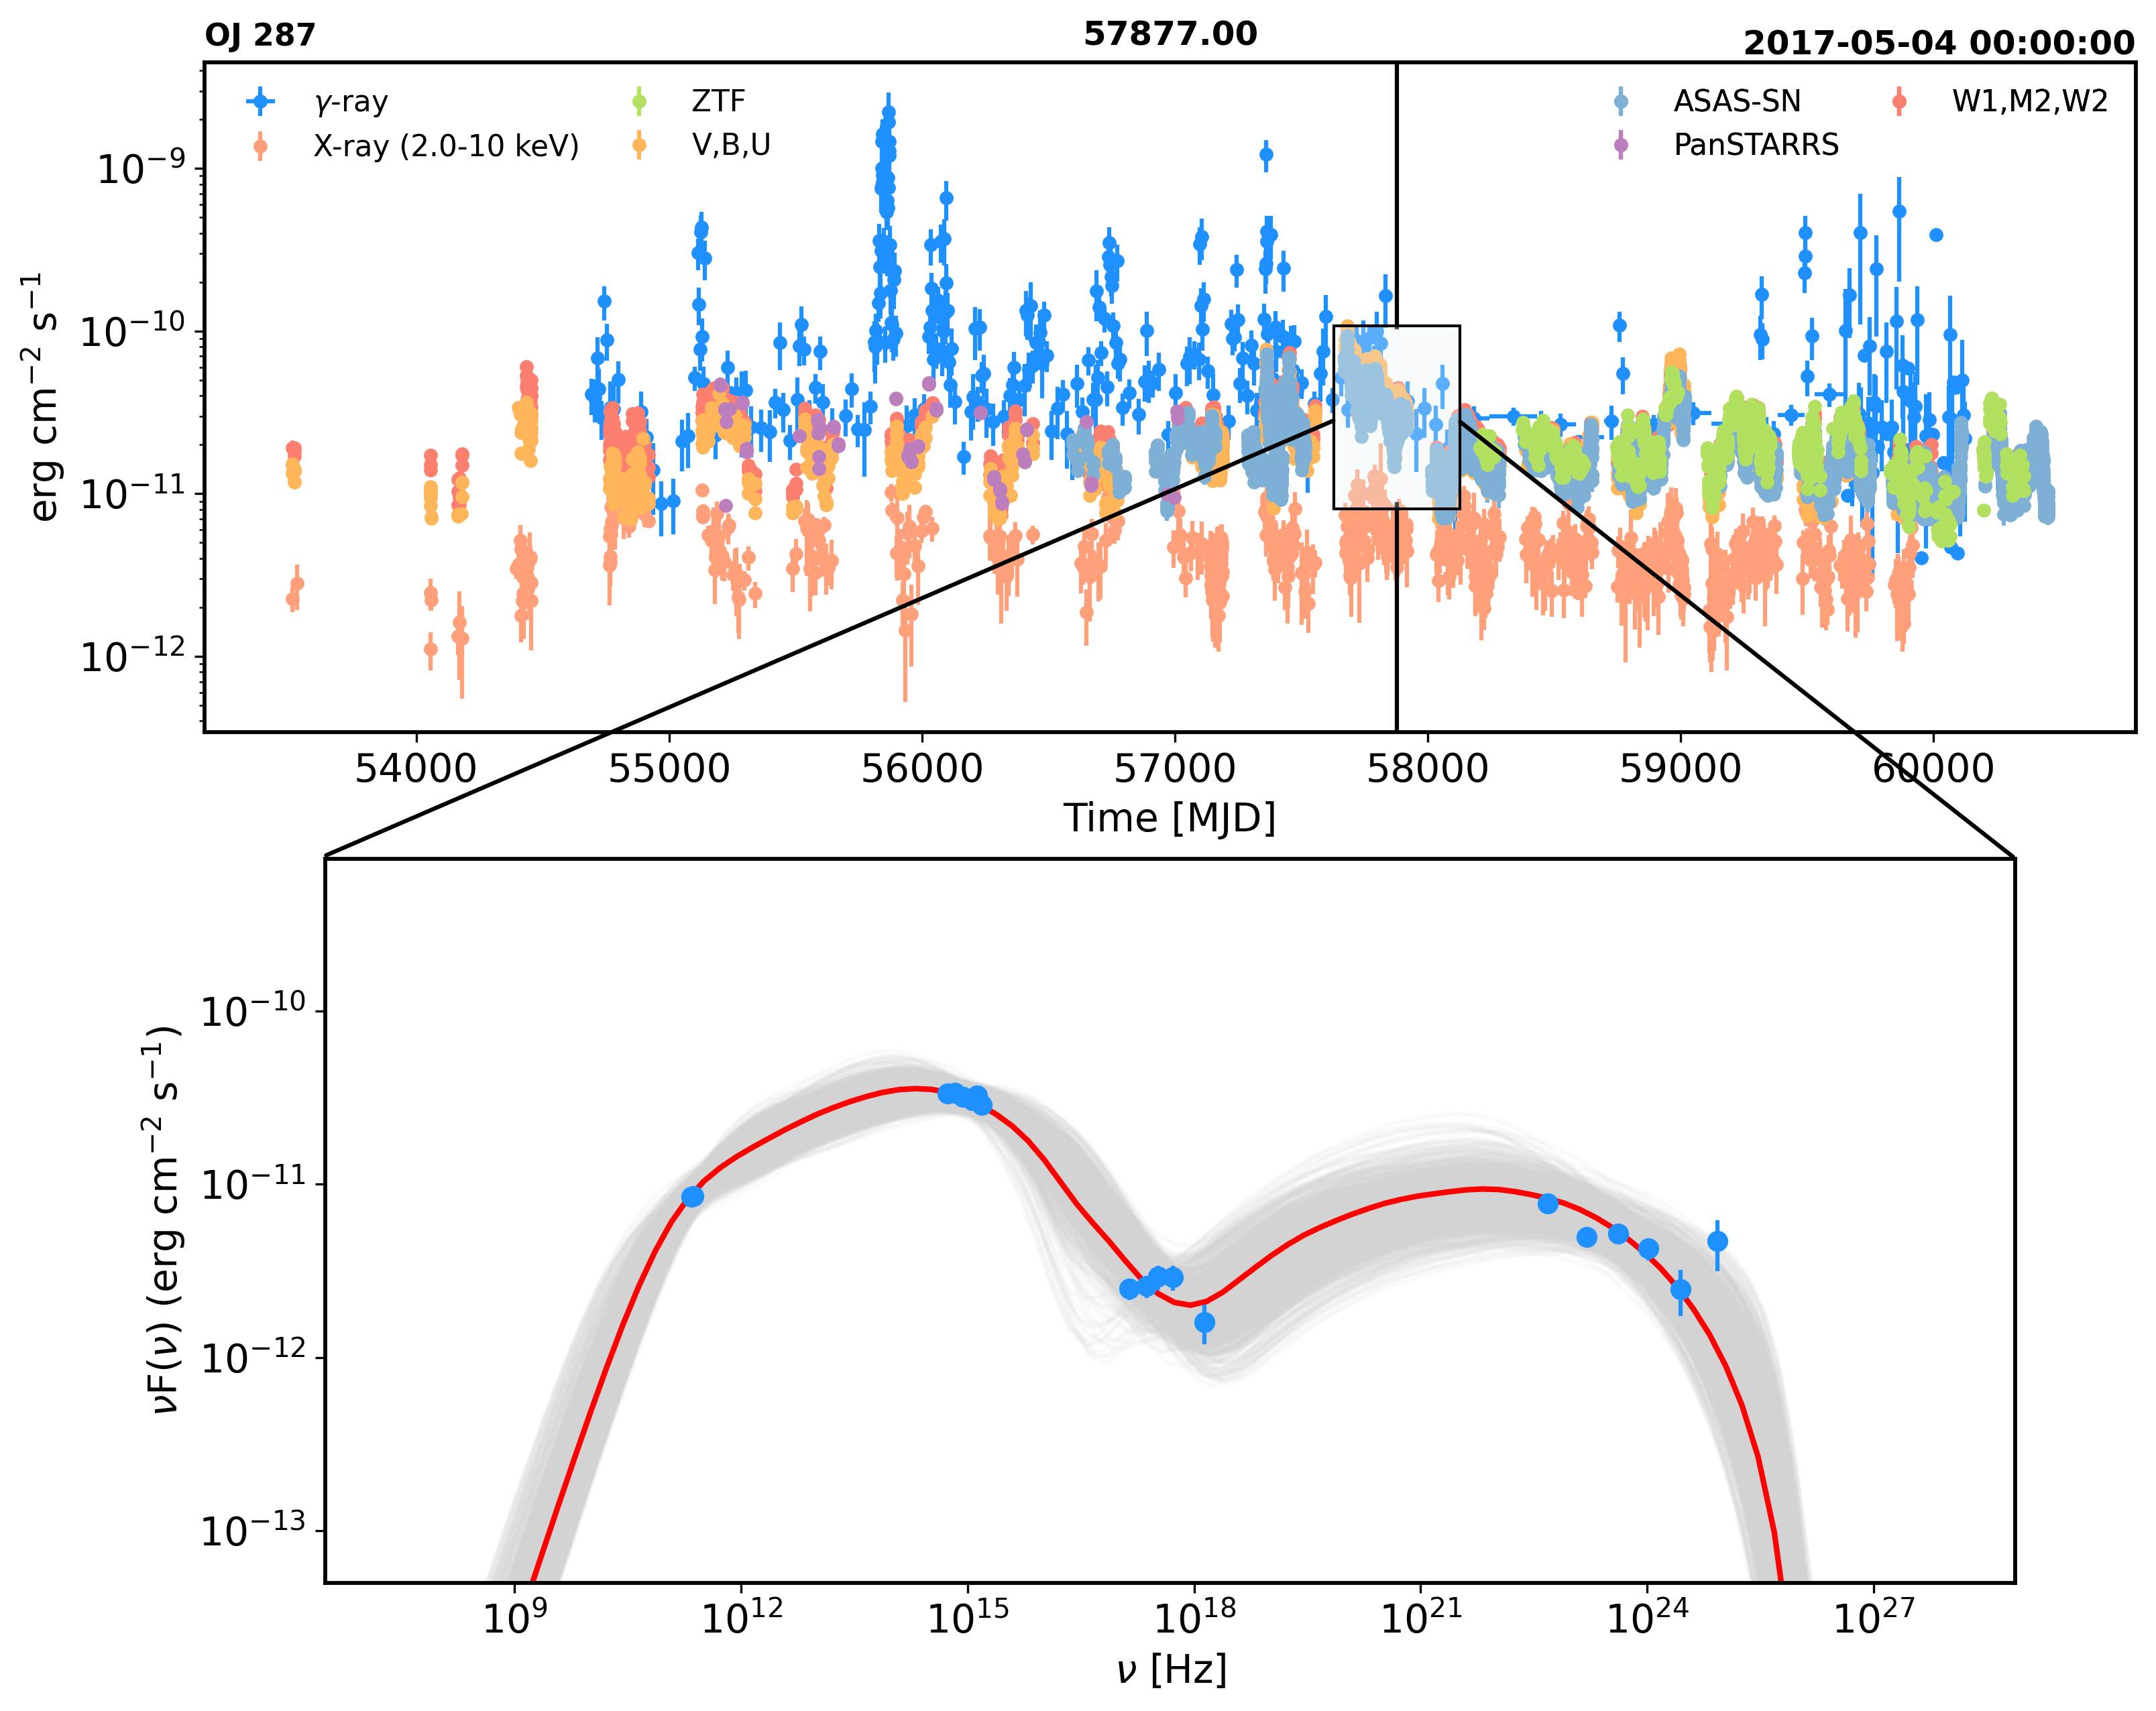 OJ 287 57877.00 2017-05-04 00:00:00
γ-ray ZTF ASAS-SN W1,M2,W2
X-ray (2.0-10 keV) V,B,U PanSTARRS
10⁻⁹
10⁻¹⁰
10⁻¹¹
10⁻¹²
erg cm⁻² s⁻¹
54000 55000 56000 57000 58000 59000 60000
Time [MJD]
10⁻¹⁰
10⁻¹¹
10⁻¹²
10⁻¹³
νF(ν) (erg cm⁻² s⁻¹)
10⁹ 10¹² 10¹⁵ 10¹⁸ 10²¹ 10²⁴ 10²⁷
ν [Hz]